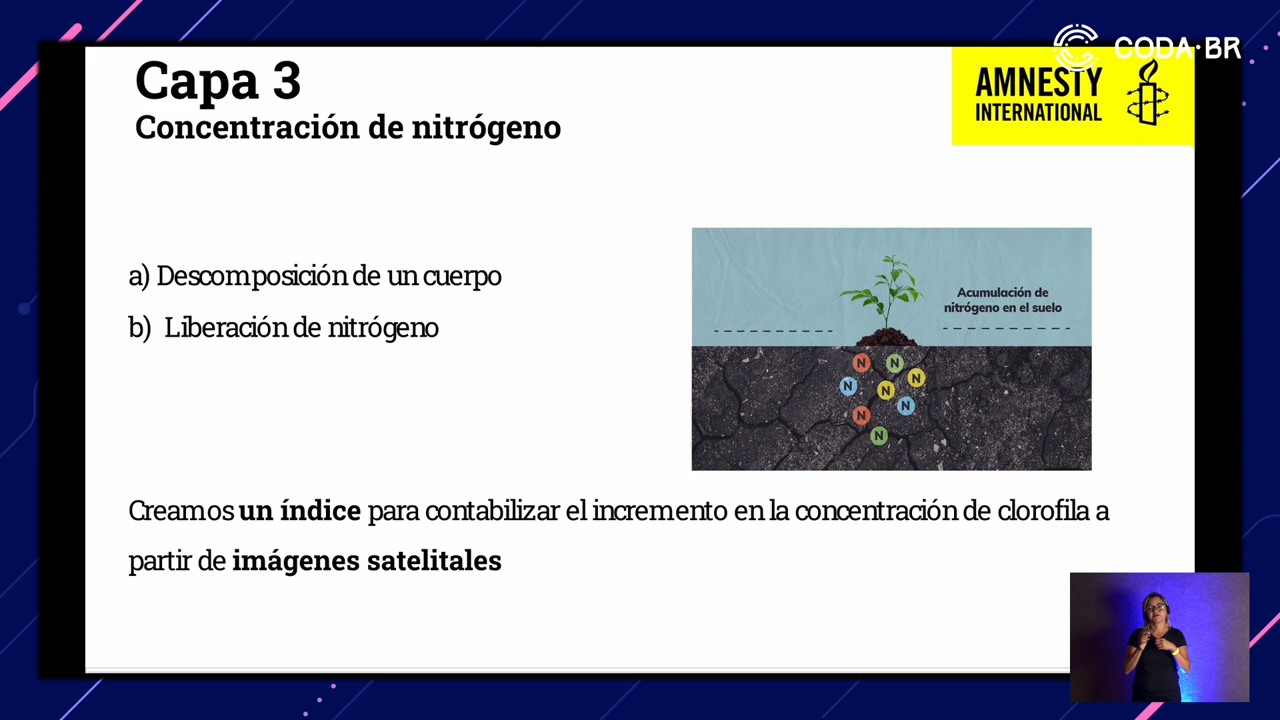 CODA.BR
Capa 3
Concentración de nitrógeno
AMNESTY
INTERNATIONAL
a) Descomposición de un cuerpo
b) Liberación de nitrógeno
Acumulación de
nitrógeno en el suelo
N N N
N N N
N
N
Creamos un índice para contabilizar el incremento en la concentración de clorofila a
partir de imágenes satelitales